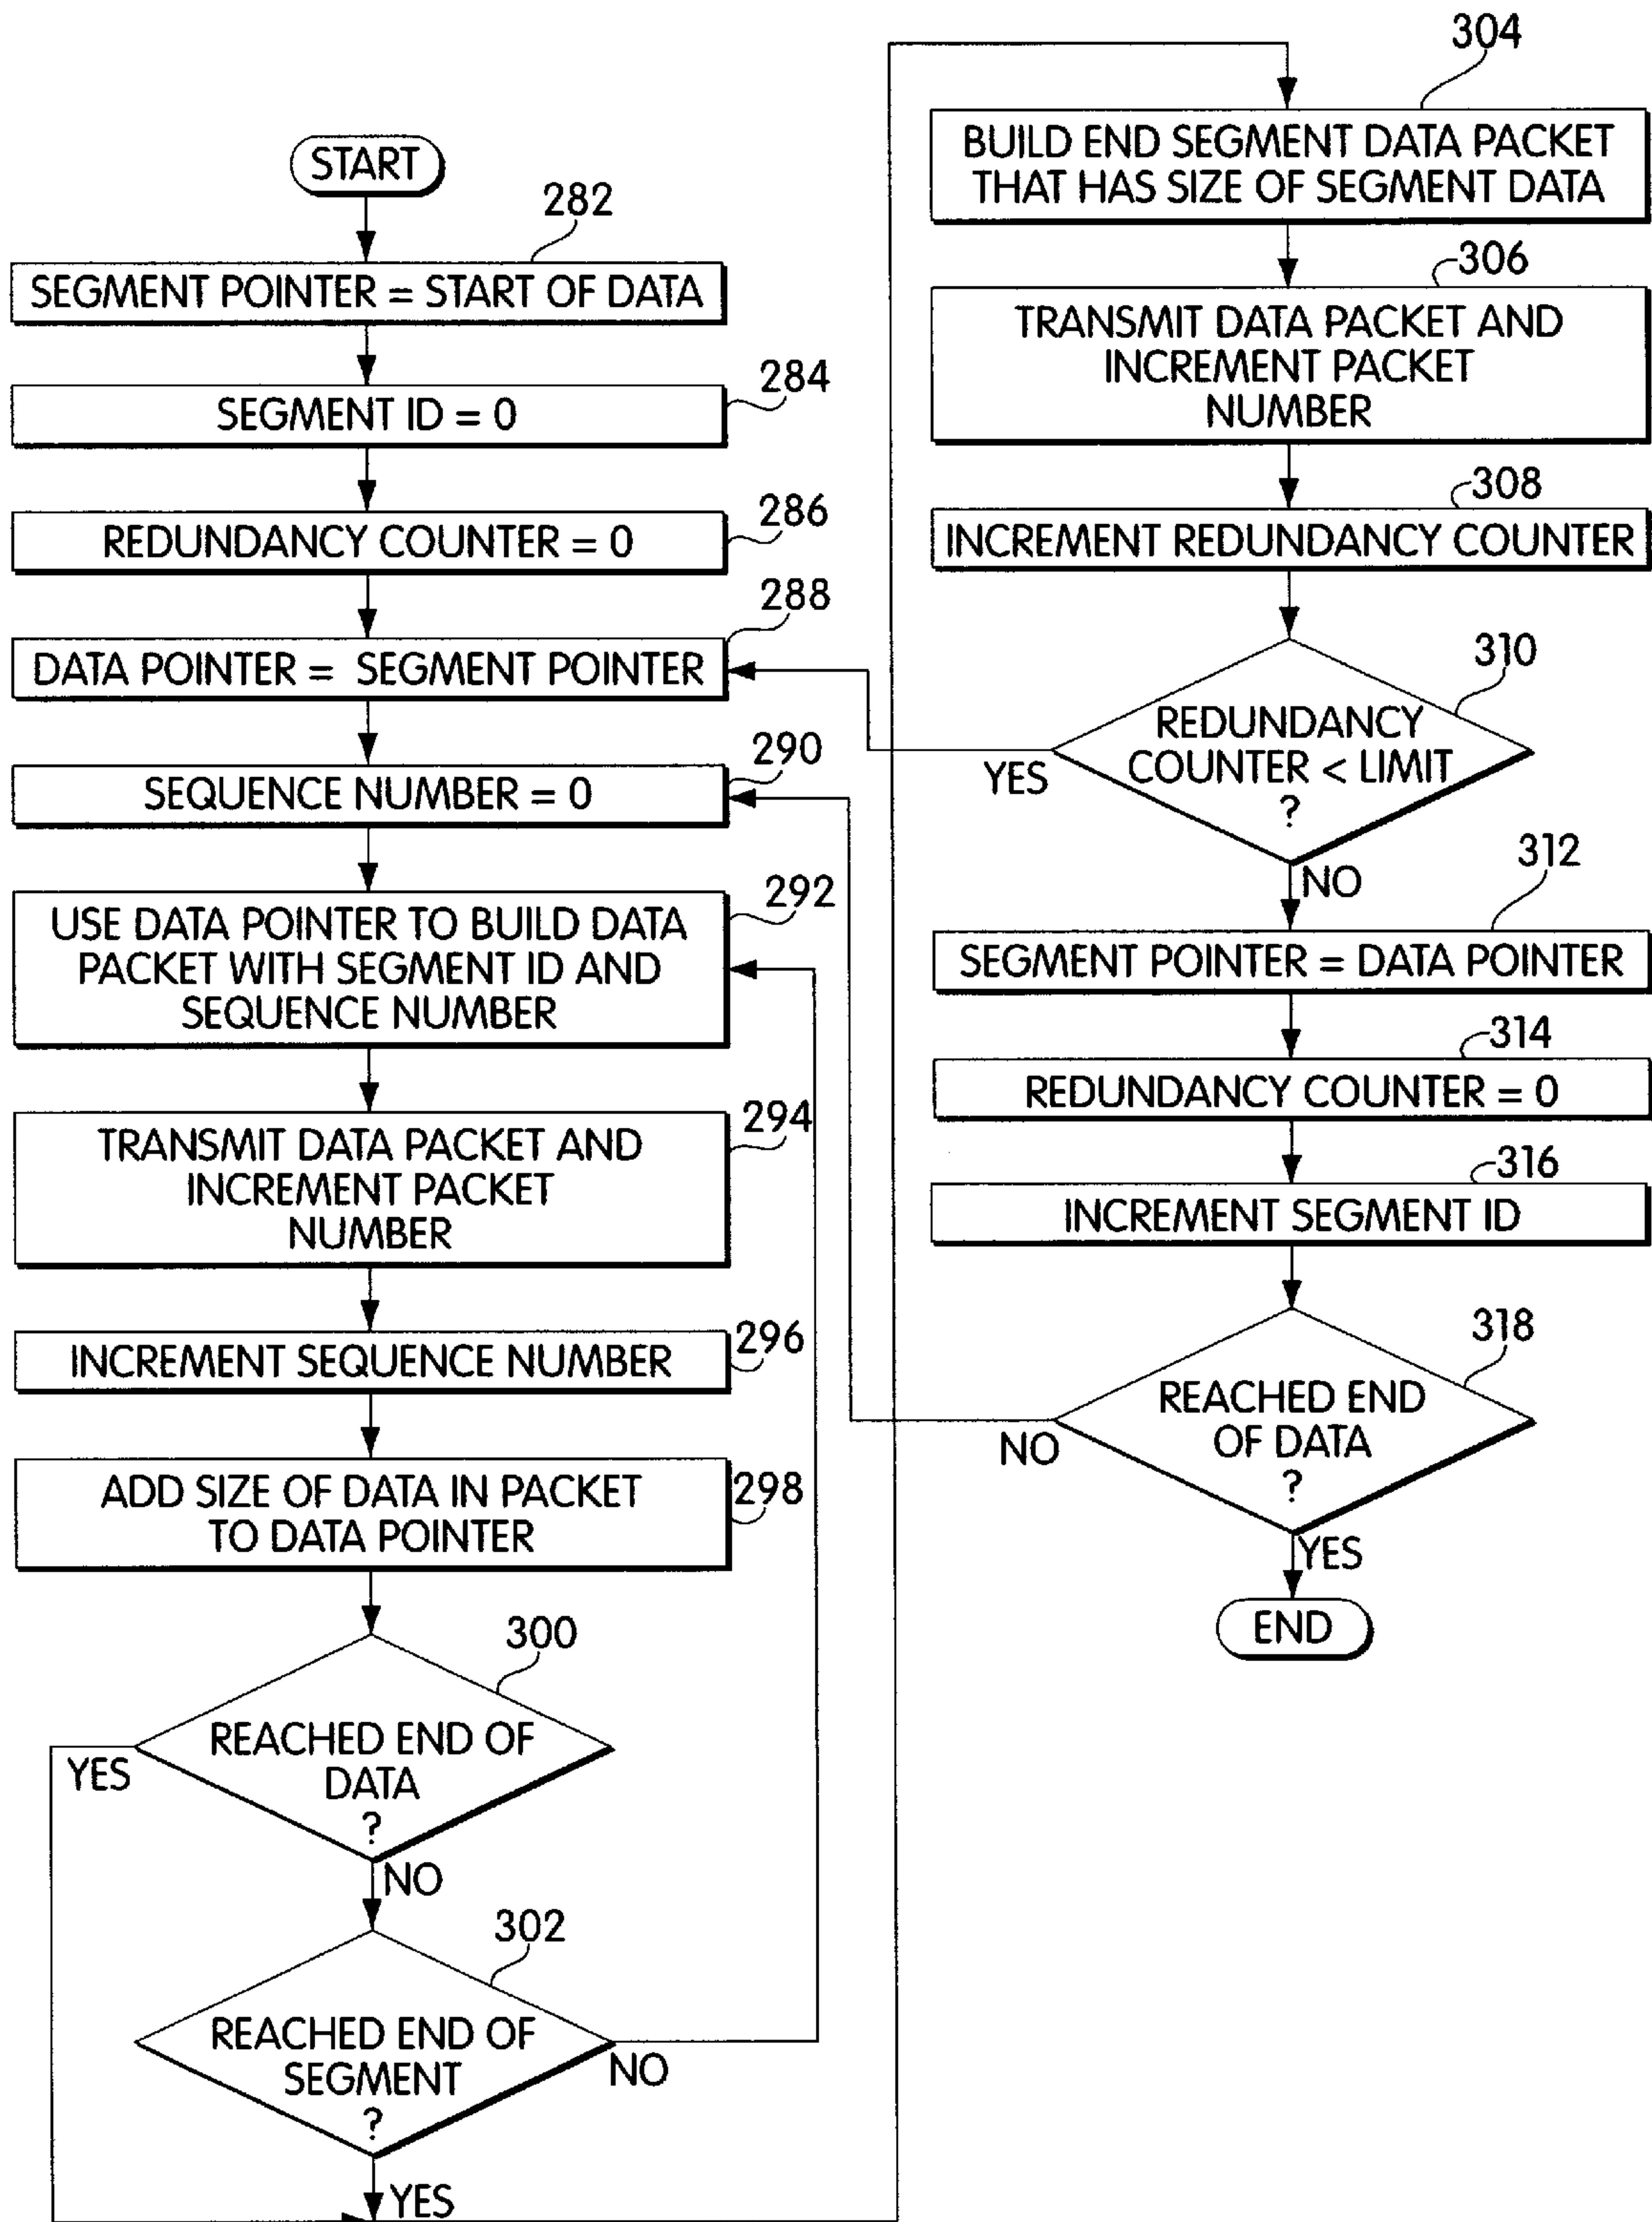 START
282
SEGMENT POINTER = START OF DATA
284
SEGMENT ID = 0
286
REDUNDANCY COUNTER = 0
288
DATA POINTER = SEGMENT POINTER
290
SEQUENCE NUMBER = 0
292
USE DATA POINTER TO BUILD DATA
PACKET WITH SEGMENT ID AND
SEQUENCE NUMBER
294
TRANSMIT DATA PACKET AND
INCREMENT PACKET
NUMBER
296
INCREMENT SEQUENCE NUMBER
298
ADD SIZE OF DATA IN PACKET
TO DATA POINTER
300
REACHED END OF
DATA
?
YES
NO
302
REACHED END OF
SEGMENT
?
NO
YES
304
BUILD END SEGMENT DATA PACKET
THAT HAS SIZE OF SEGMENT DATA
306
TRANSMIT DATA PACKET AND
INCREMENT PACKET
NUMBER
308
INCREMENT REDUNDANCY COUNTER
310
REDUNDANCY
COUNTER < LIMIT
?
YES
NO
312
SEGMENT POINTER = DATA POINTER
314
REDUNDANCY COUNTER = 0
316
INCREMENT SEGMENT ID
318
REACHED END
OF DATA
?
NO
YES
END